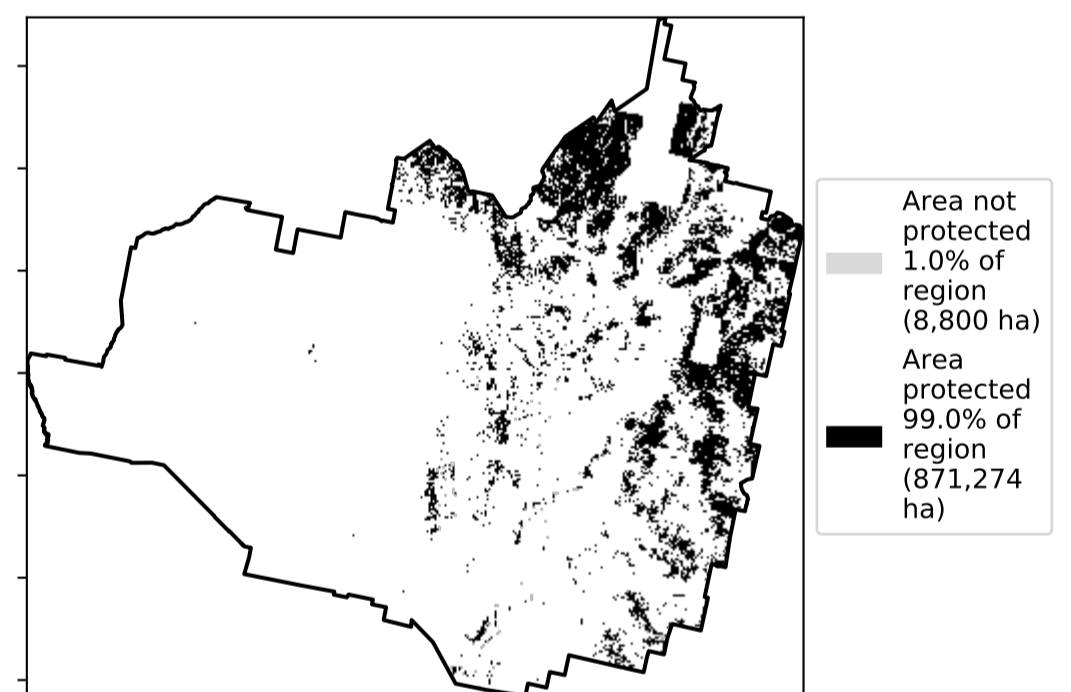 Area not
protected
1.0% of
region
(8,800 ha)
Area
protected
99.0% of
region
(871,274
ha)